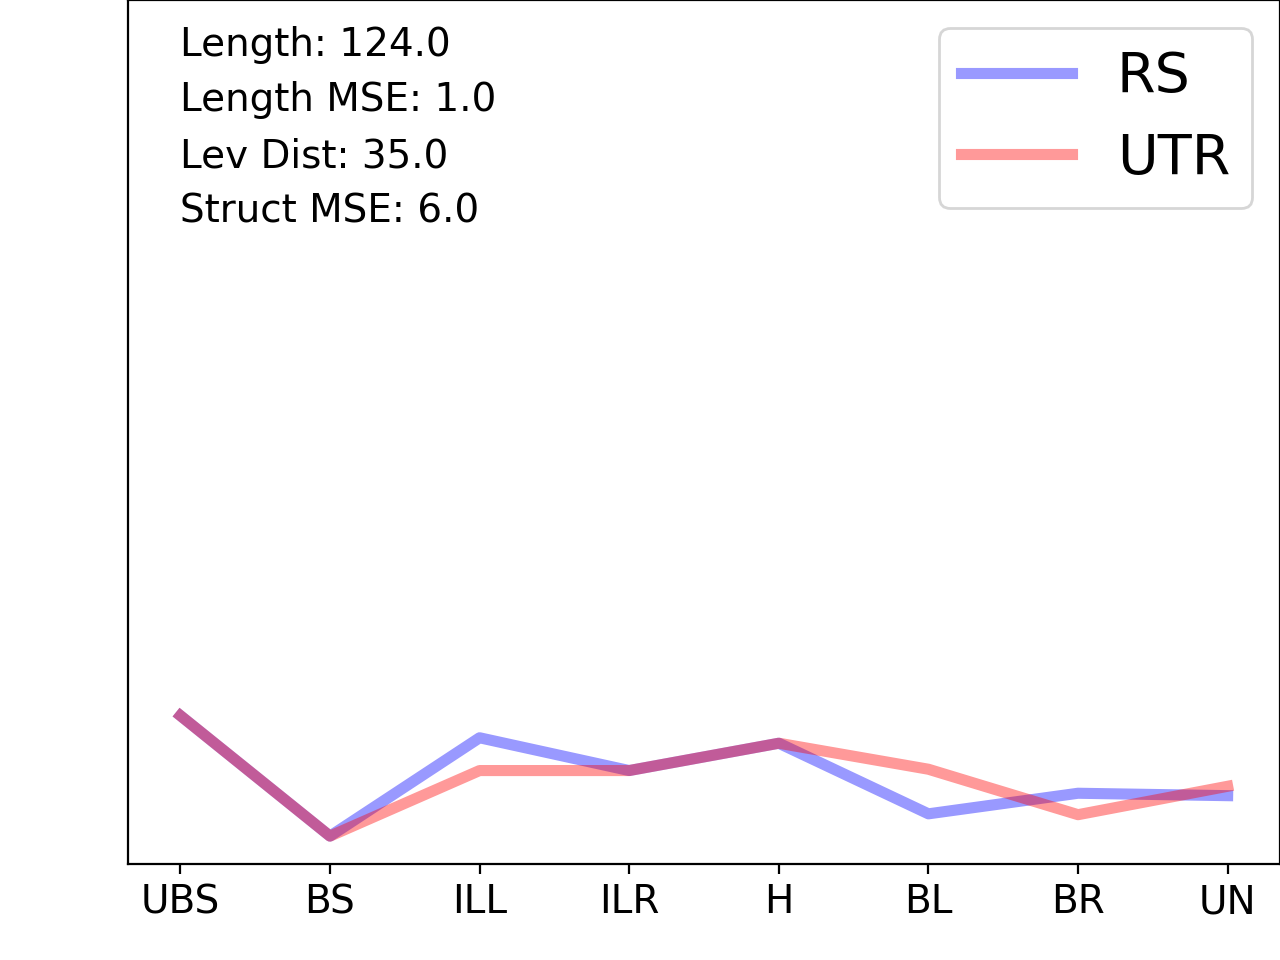 Length: 124.0
Length MSE: 1.0
Lev Dist: 35.0
Struct MSE: 6.0
RS
UTR
UBS BS ILL ILR H BL BR UN